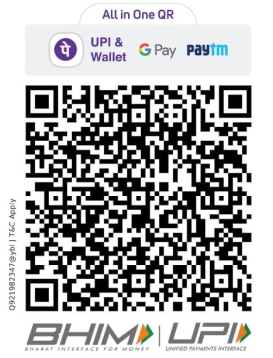 All in One QR
पे
UPI &
Wallet
G Pay
paytm
Q921982347@ybl | T&C Apply
BHIM
BHARAT INTERFACE FOR MONEY
UPI
UNIFIED PAYMENTS INTERFACE